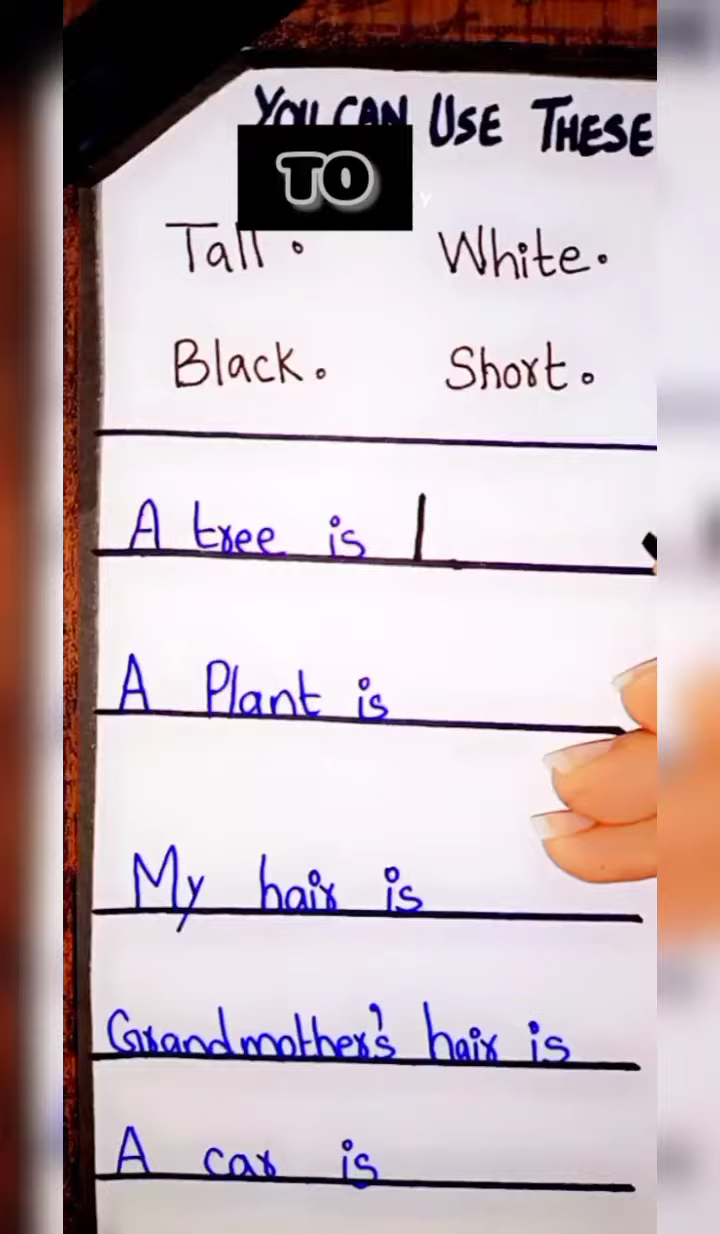 YOU CAN USE THESE
TO
Tall. White.
Black. Short.
A tree is
A Plant is
My hair is
Grandmother's hair is
A car is